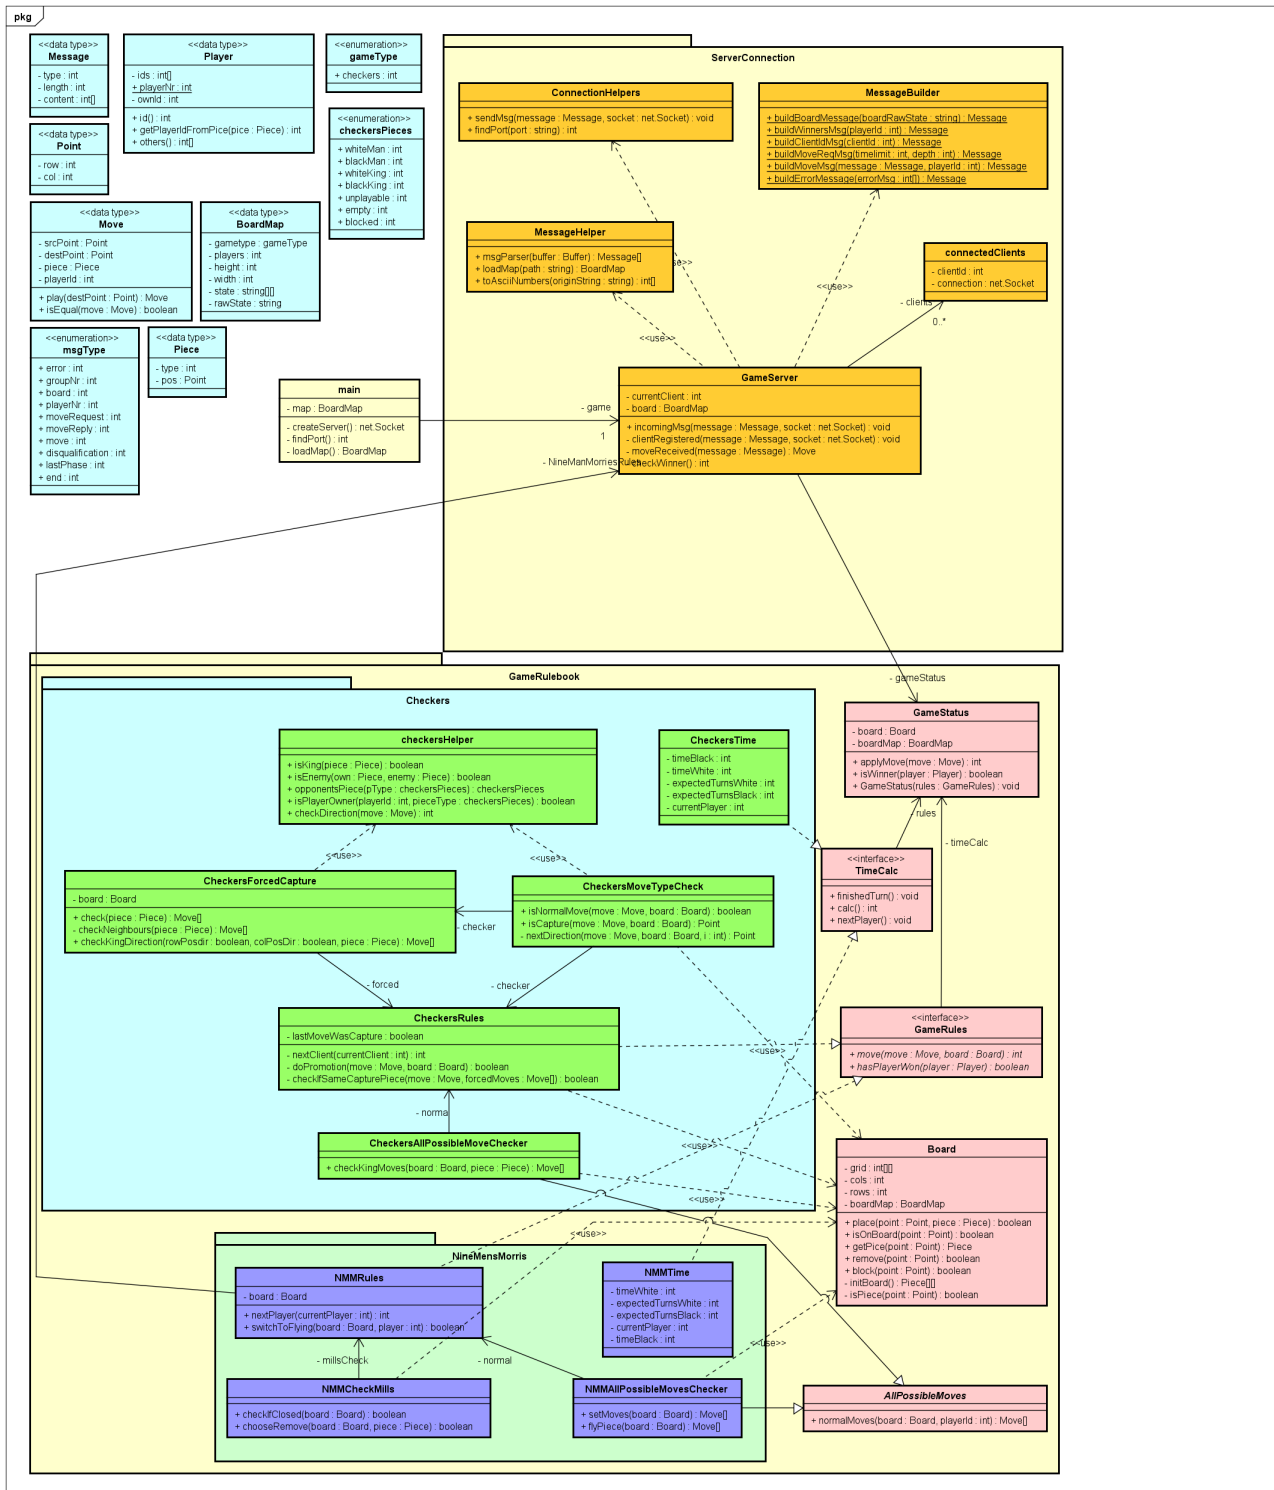 pkg
<<data type>>
Message
- type : int
- length : int
- content : int[]
<<data type>>
Player
- ids : int[]
+ playerNr : int
- ownId : int
+ id() : int
+ getPlayerIdFromPice(pice : Piece) : int
+ others() : int[]
<<enumeration>>
gameType
+ checkers : int
<<data type>>
Point
- row : int
- col : int
<<enumeration>>
checkersPieces
+ whiteMan : int
+ blackMan : int
+ whiteKing : int
+ blackKing : int
+ unplayable : int
+ empty : int
+ blocked : int
<<data type>>
Move
- srcPoint : Point
- destPoint : Point
- piece : Piece
- playerId : int
+ play(destPoint : Point) : Move
+ isEqual(move : Move) : boolean
<<data type>>
BoardMap
- gametype : gameType
- players : int
- height : int
- width : int
- state : string[][]
- rawState : string
<<enumeration>>
msgType
+ error : int
+ groupNr : int
+ board : int
+ playerNr : int
+ moveRequest : int
+ moveReply : int
+ move : int
+ disqualification : int
+ lastPhase : int
+ end : int
<<data type>>
Piece
- type : int
- pos : Point
main
- map : BoardMap
- createServer() : net.Socket
- findPort() : int
- loadMap() : BoardMap
ServerConnection
ConnectionHelpers
+ sendMsg(message : Message, socket : net.Socket) : void
+ findPort(port : string) : int
MessageBuilder
+ buildBoardMessage(boardRawState : string) : Message
+ buildWinnersMsg(playerId : int) : Message
+ buildClientIdMsg(clientId : int) : Message
+ buildMoveReqMsg(timelimit : int, depth : int) : Message
+ buildMoveMsg(message : Message, playerId : int) : Message
+ buildErrorMessage(errorMsg : int[]) : Message
MessageHelper
+ msgParser(buffer : Buffer) : Message[]
+ loadMap(path : string) : BoardMap
+ toAsciiNumbers(originString : string) : int[]
connectedClients
- clientId : int
- connection : net.Socket
se>>
<<use>>
- clients
0..*
<<use>>
GameServer
- currentClient : int
- board : BoardMap
+ incomingMsg(message : Message, socket : net.Socket) : void
- clientRegistered(message : Message, socket : net.Socket) : void
- moveReceived(message : Message) : Move
- checkWinner() : int
- game
1
- NineManMorriesRules
GameRulebook
- gameStatus
Checkers
checkersHelper
+ isKing(piece : Piece) : boolean
+ isEnemy(own : Piece, enemy : Piece) : boolean
+ opponentsPiece(pType : checkersPieces) : checkersPieces
+ isPlayerOwner(playerId : int, pieceType : checkersPieces) : boolean
+ checkDirection(move : Move) : int
CheckersTime
- timeBlack : int
- timeWhite : int
- expectedTurnsWhite : int
- expectedTurnsBlack : int
- currentPlayer : int
GameStatus
- board : Board
- boardMap : BoardMap
+ applyMove(move : Move) : int
+ isWinner(player : Player) : boolean
+ GameStatus(rules : GameRules) : void
- rules
- timeCalc
<<use>>
<<use>>
<<interface>>
TimeCalc
+ finishedTurn() : void
+ calc() : int
+ nextPlayer() : void
CheckersForcedCapture
- board : Board
+ check(piece : Piece) : Move[]
- checkNeighbours(piece : Piece) : Move[]
+ checkKingDirection(rowPosdir : boolean, colPosDir : boolean, piece : Piece) : Move[]
CheckersMoveTypeCheck
+ isNormalMove(move : Move, board : Board) : boolean
+ isCapture(move : Move, board : Board) : Point
- nextDirection(move : Move, board : Board, i : int) : Point
- checker
- forced
- checker
CheckersRules
- lastMoveWasCapture : boolean
- nextClient(currentClient : int) : int
- doPromotion(move : Move, board : Board) : boolean
- checkIfSameCapturePiece(move : Move, forcedMoves : Move[]) : boolean
<<interface>>
GameRules
+ move(move : Move, board : Board) : int
+ hasPlayerWon(player : Player) : boolean
<<use>>
- norma
CheckersAllPossibleMoveChecker
+ checkKingMoves(board : Board, piece : Piece) : Move[]
<<use>>
<<use>>
<<use>>
Board
- grid : int[][]
- cols : int
- rows : int
- boardMap : BoardMap
+ place(point : Point, piece : Piece) : boolean
+ isOnBoard(point : Point) : boolean
+ getPice(point : Point) : Piece
+ remove(point : Point) : boolean
+ block(point : Point) : boolean
- initBoard() : Piece[][]
- isPiece(point : Point) : boolean
NineMensMorris
NMMRules
- board : Board
+ nextPlayer(currentPlayer : int) : int
+ switchToFlying(board : Board, player : int) : boolean
NMMTime
- timeWhite : int
- expectedTurnsWhite : int
- expectedTurnsBlack : int
- currentPlayer : int
- timeBlack : int
<<use>>
- millsCheck
- normal
NMMCheckMills
+ checkIfClosed(board : Board) : boolean
+ chooseRemove(board : Board, piece : Piece) : boolean
NMMAllPossibleMovesChecker
+ setMoves(board : Board) : Move[]
+ flyPiece(board : Board) : Move[]
AllPossibleMoves
+ normalMoves(board : Board, playerId : int) : Move[]